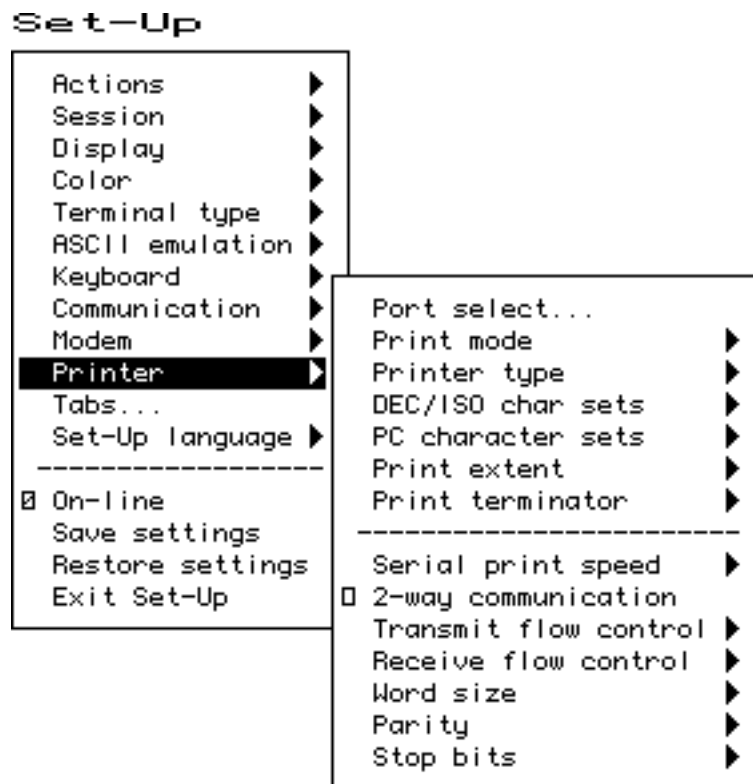 Set-Up
Actions
Session
Display
Color
Terminal type
ASCII emulation
Keyboard
Communication
Modem
Printer
Tabs...
Set-Up language
------------------
On-line
Save settings
Restore settings
Exit Set-Up
Port select...
Print mode
Printer type
DEC/ISO char sets
PC character sets
Print extent
Print terminator
------------------------
Serial print speed
2-way communication
Transmit flow control
Receive flow control
Word size
Parity
Stop bits